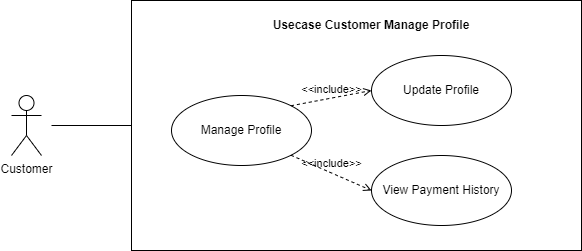 Usecase Customer Manage Profile
<<include>>
Update Profile
Manage Profile
<<include>>
View Payment History
Customer